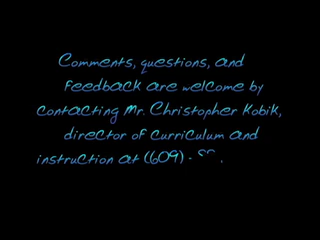 Comments, questions, and
feedback are welcome by
contacting Mr. Christopher Kobik,
director of curriculum and
instruction at (609) -